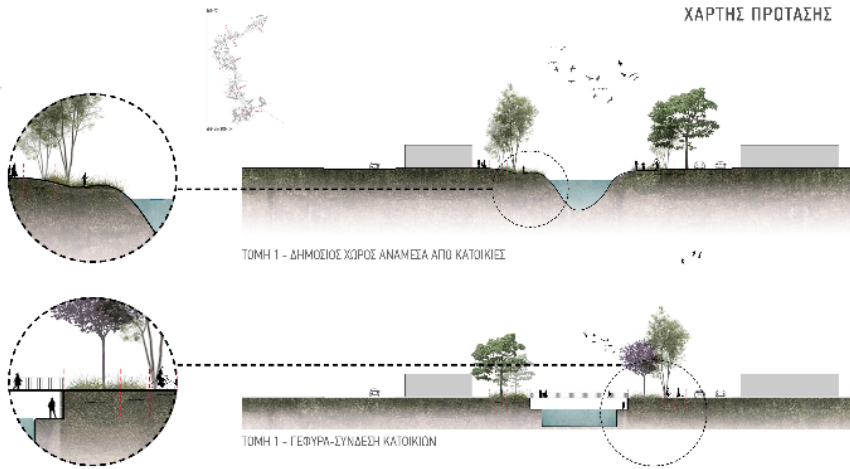 ΧΑΡΤΗΣ ΠΡΟΤΑΣΗΣ
ΤΟΜΗ 1 - ΔΗΜΟΣΙΟΣ ΧΩΡΟΣ ΑΝΑΜΕΣΑ ΑΠΟ ΚΑΤΟΙΚΙΕΣ
ΤΟΜΗ 1 - ΓΕΦΥΡΑ-ΣΥΝΔΕΣΗ ΚΑΤΟΙΚΙΩΝ